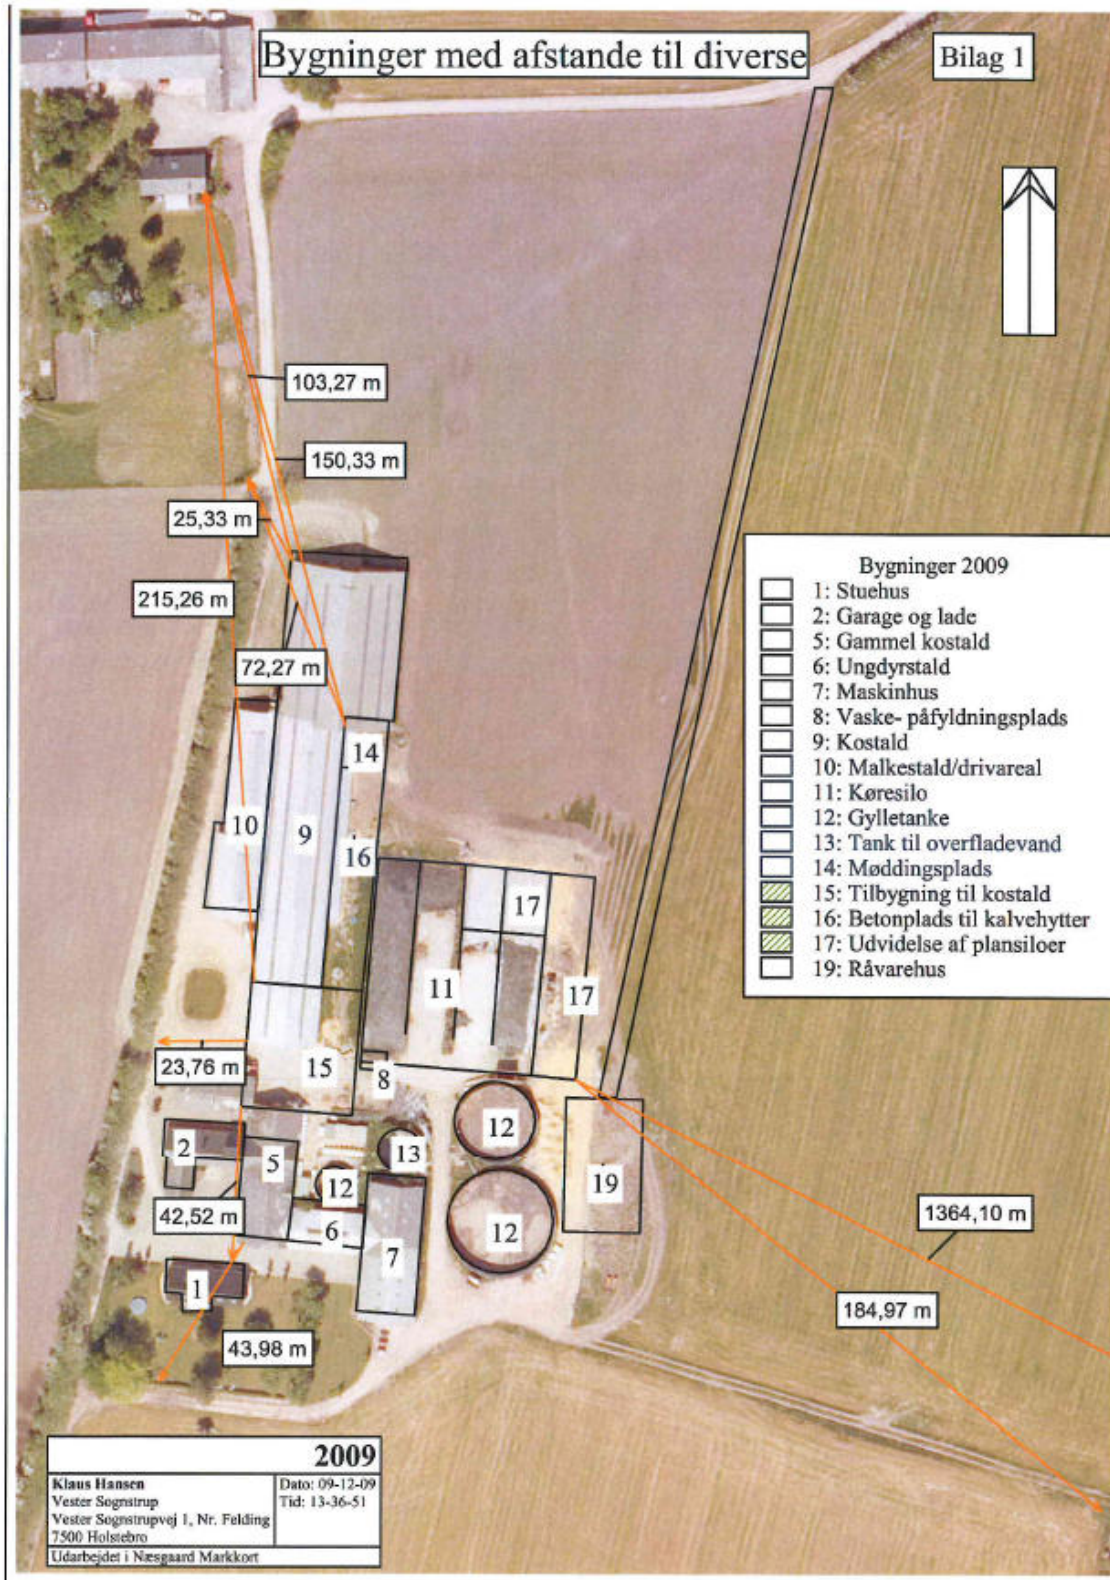 Bygninger med afstande til diverse
Bilag 1
103,27 m
150,33 m
25,33 m
215,26 m
72,27 m
Bygninger 2009
1: Stuehus
2: Garage og lade
5: Gammel kostald
6: Ungdyrstald
7: Maskinhus
8: Vaske- påfyldningsplads
9: Kostald
10: Malkestald/drivareal
11: Køresilo
12: Gylletanke
13: Tank til overfladevand
14: Møddingsplads
15: Tilbygning til kostald
16: Betonplads til kalvehytter
17: Udvidelse af plansiloer
19: Råvarehus
14
10
9
16
17
11
17
23,76 m
15
8
12
13
2
5
12
19
42,52 m
6
12
7
1
1364,10 m
184,97 m
43,98 m
2009
Klaus Hansen
Dato: 09-12-09
Vester Sognstrup
Tid: 13-36-51
Vester Sognstrupvej 1, Nr. Felding
7500 Holstebro
Udarbejdet i Næsgaard Markkort